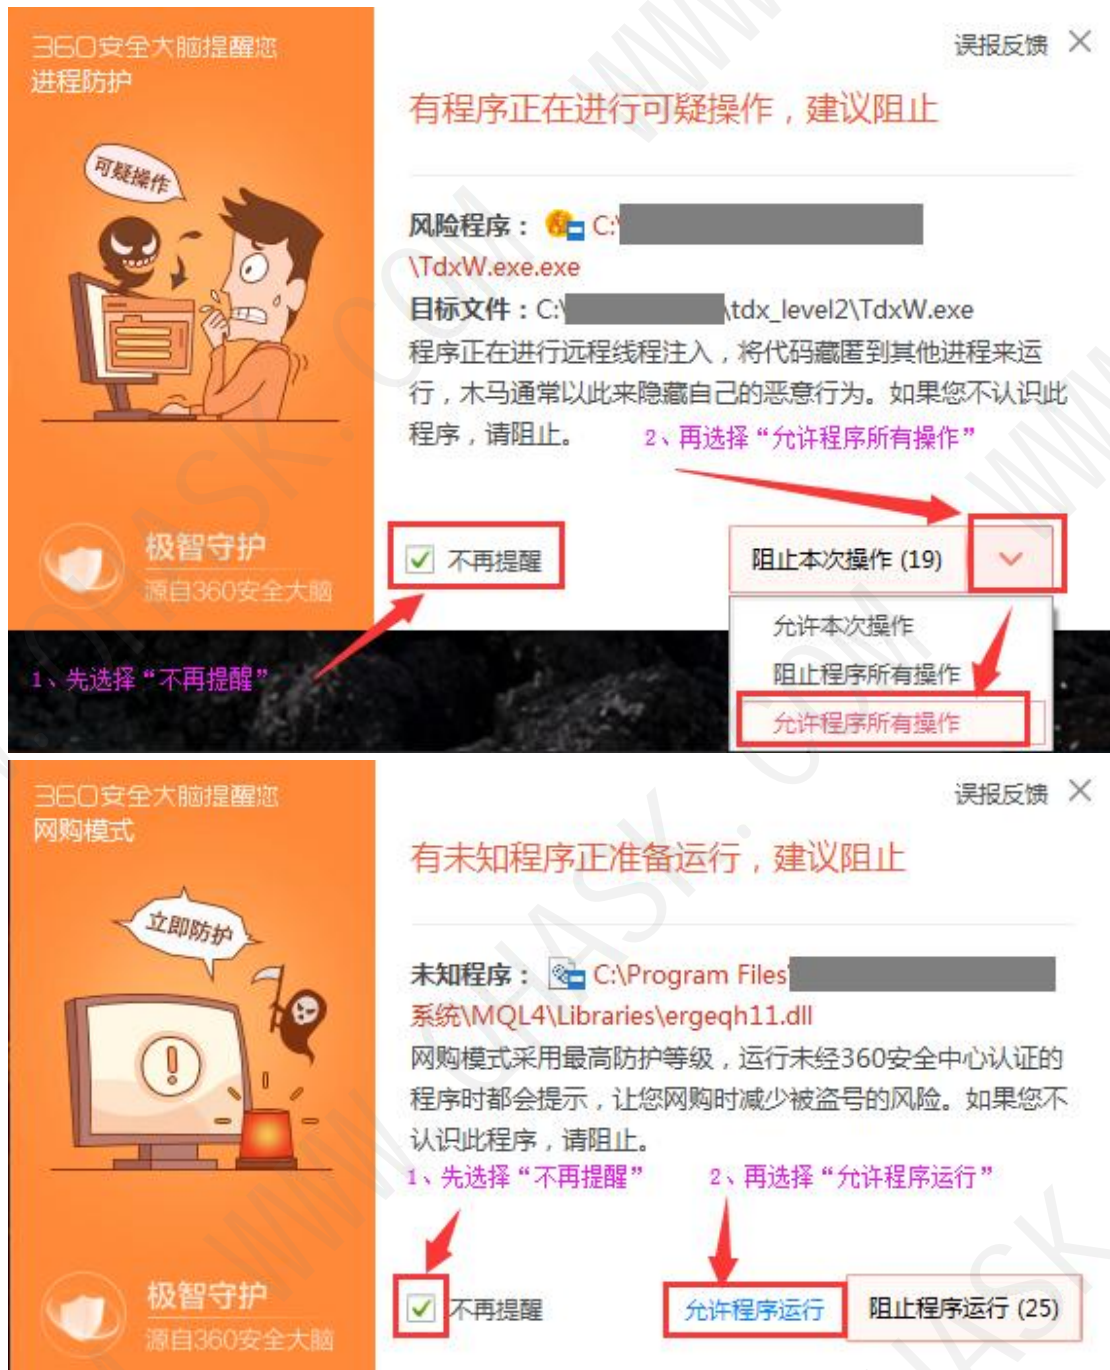 360安全大脑提醒您
进程防护
误报反馈
有程序正在进行可疑操作，建议阻止
可疑操作
风险程序： C:\
\TdxW.exe.exe
目标文件：C:\ \tdx_level2\TdxW.exe
程序正在进行远程线程注入，将代码藏匿到其他进程来运
行，木马通常以此来隐藏自己的恶意行为。如果您不认识此
程序，请阻止。
2、再选择“允许程序所有操作”
极智守护
源自360安全大脑
不再提醒
阻止本次操作 (19)
允许本次操作
阻止程序所有操作
允许程序所有操作
1、先选择“不再提醒”
360安全大脑提醒您
网购模式
误报反馈
有未知程序正准备运行，建议阻止
立即防护
未知程序： C:\Program Files\
系统\MQL4\Libraries\ergeqh11.dll
网购模式采用最高防护等级，运行未经360安全中心认证的
程序时都会提示，让您网购时减少被盗号的风险。如果您不
认识此程序，请阻止。
1、先选择“不再提醒” 2、再选择“允许程序运行”
极智守护
源自360安全大脑
不再提醒
允许程序运行
阻止程序运行 (25)
WWW.OHASK.COM